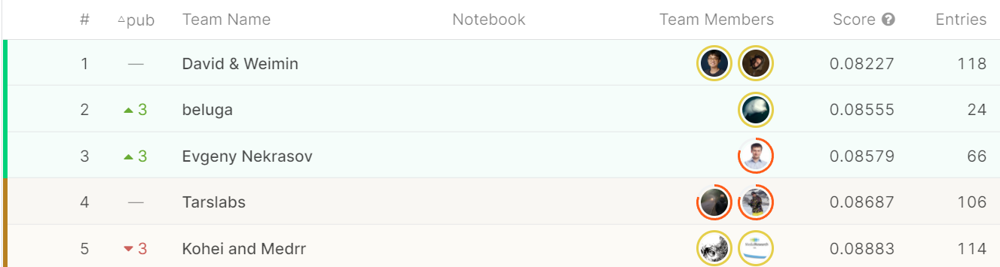 # △pub Team Name Notebook Team Members Score ? Entries
1 — David & Weimin 0.08227 118
2 ▲ 3 beluga 0.08555 24
3 ▲ 3 Evgeny Nekrasov 0.08579 66
4 — Tarslabs 0.08687 106
5 ▼ 3 Kohei and Medrr 0.08883 114